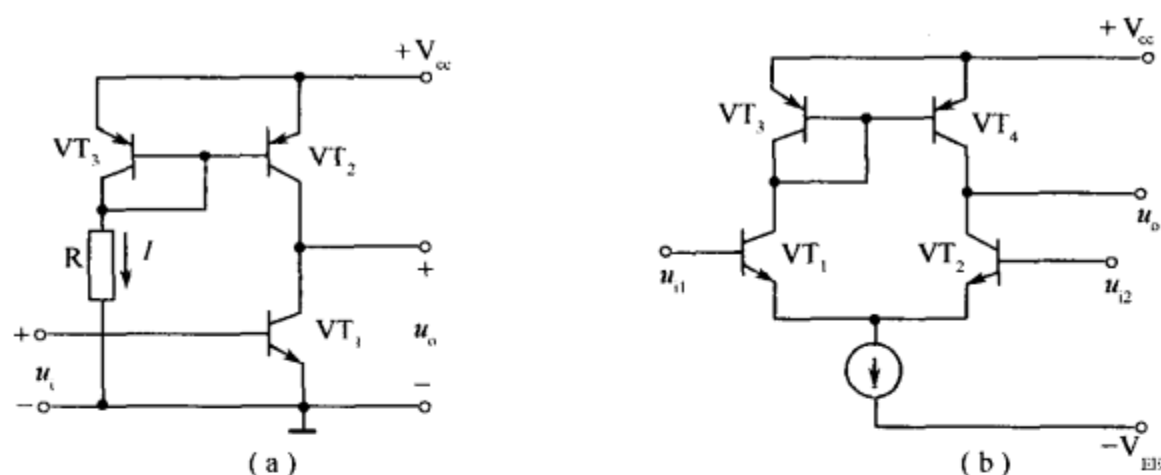 + V_cc
VT_3
VT_2
R
I
+
+
VT_1
u_i
u_o
−
−
( a )
+ V_cc
VT_3
VT_4
u_o
VT_1
VT_2
u_i1
u_i2
−V_EE
( b )